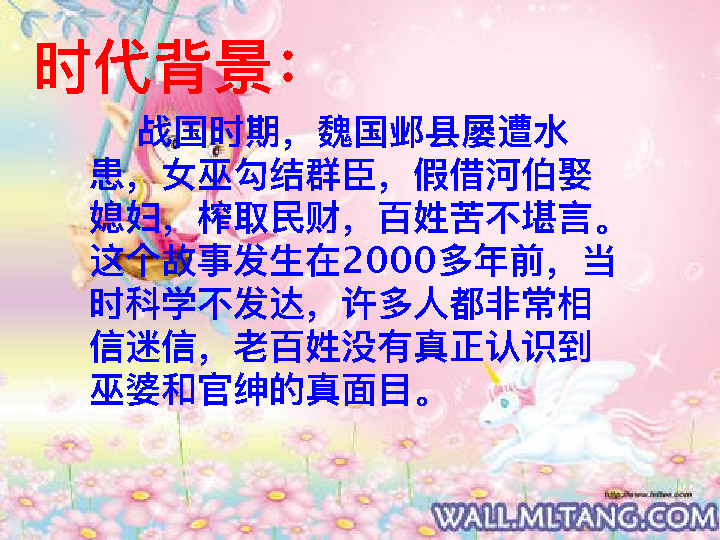 时代背景：
战国时期，魏国邺县屡遭水
患，女巫勾结群臣，假借河伯娶
媳妇，榨取民财，百姓苦不堪言。
这个故事发生在2000多年前，当
时科学不发达，许多人都非常相
信迷信，老百姓没有真正认识到
巫婆和官绅的真面目。
WALL.MLTANG.COM